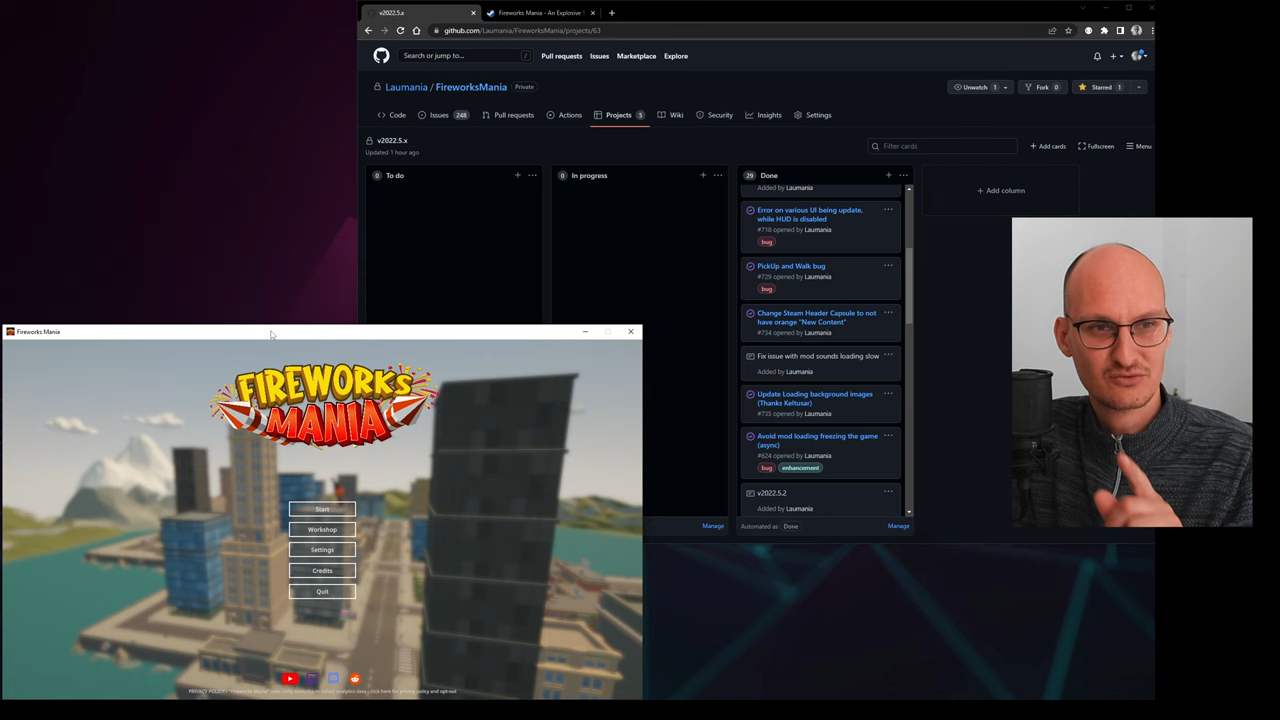 v2022.5.x
Fireworks Mania - An Explosive
github.com/Laumania/FireworksMania/projects/63
Search or jump to...
/
Pull requests
Issues
Marketplace
Explore
Laumania / FireworksMania
Private
Unwatch 1
Fork 0
Starred 1
Code
Issues 248
Pull requests
Actions
Projects 5
Wiki
Security
Insights
Settings
v2022.5.x
Updated 1 hour ago
Filter cards
+ Add cards
Fullscreen
Menu
0 To do
0 In progress
29 Done
+ Add column
Added by Laumania
Error on various UI being update,
while HUD is disabled
#718 opened by Laumania
bug
PickUp and Walk bug
#729 opened by Laumania
bug
Change Steam Header Capsule to not
have orange "New Content"
#734 opened by Laumania
Fix issue with mod sounds loading slow
Added by Laumania
Update Loading background images
(Thanks Keltusar)
#735 opened by Laumania
Avoid mod loading freezing the game
(async)
#624 opened by Laumania
bug
enhancement
v2022.5.2
Added by Laumania
Manage
Automated as Done
Manage
Fireworks Mania
FIREWORKS
MANIA
Start
Workshop
Settings
Credits
Quit